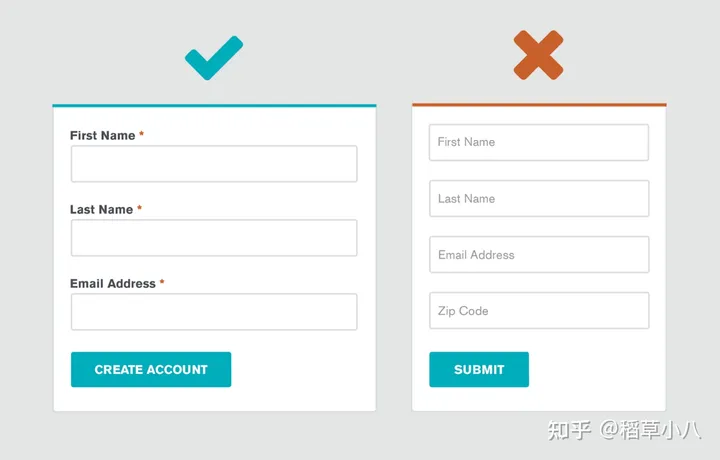 First Name *
Last Name *
Email Address *
CREATE ACCOUNT
First Name
Last Name
Email Address
Zip Code
SUBMIT
知乎 @稻草小八